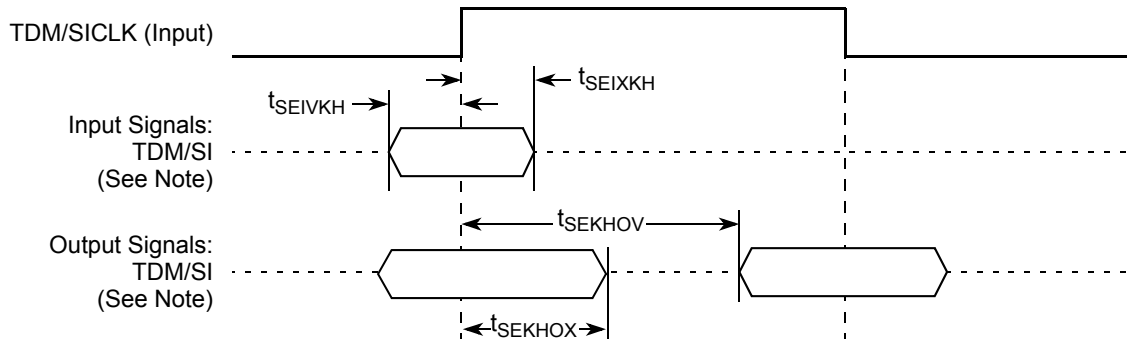 TDM/SICLK (Input)
tSEIXKH
tSEIVKH
Input Signals:
TDM/SI
(See Note)
tSEKHOV
Output Signals:
TDM/SI
(See Note)
tSEKHOX